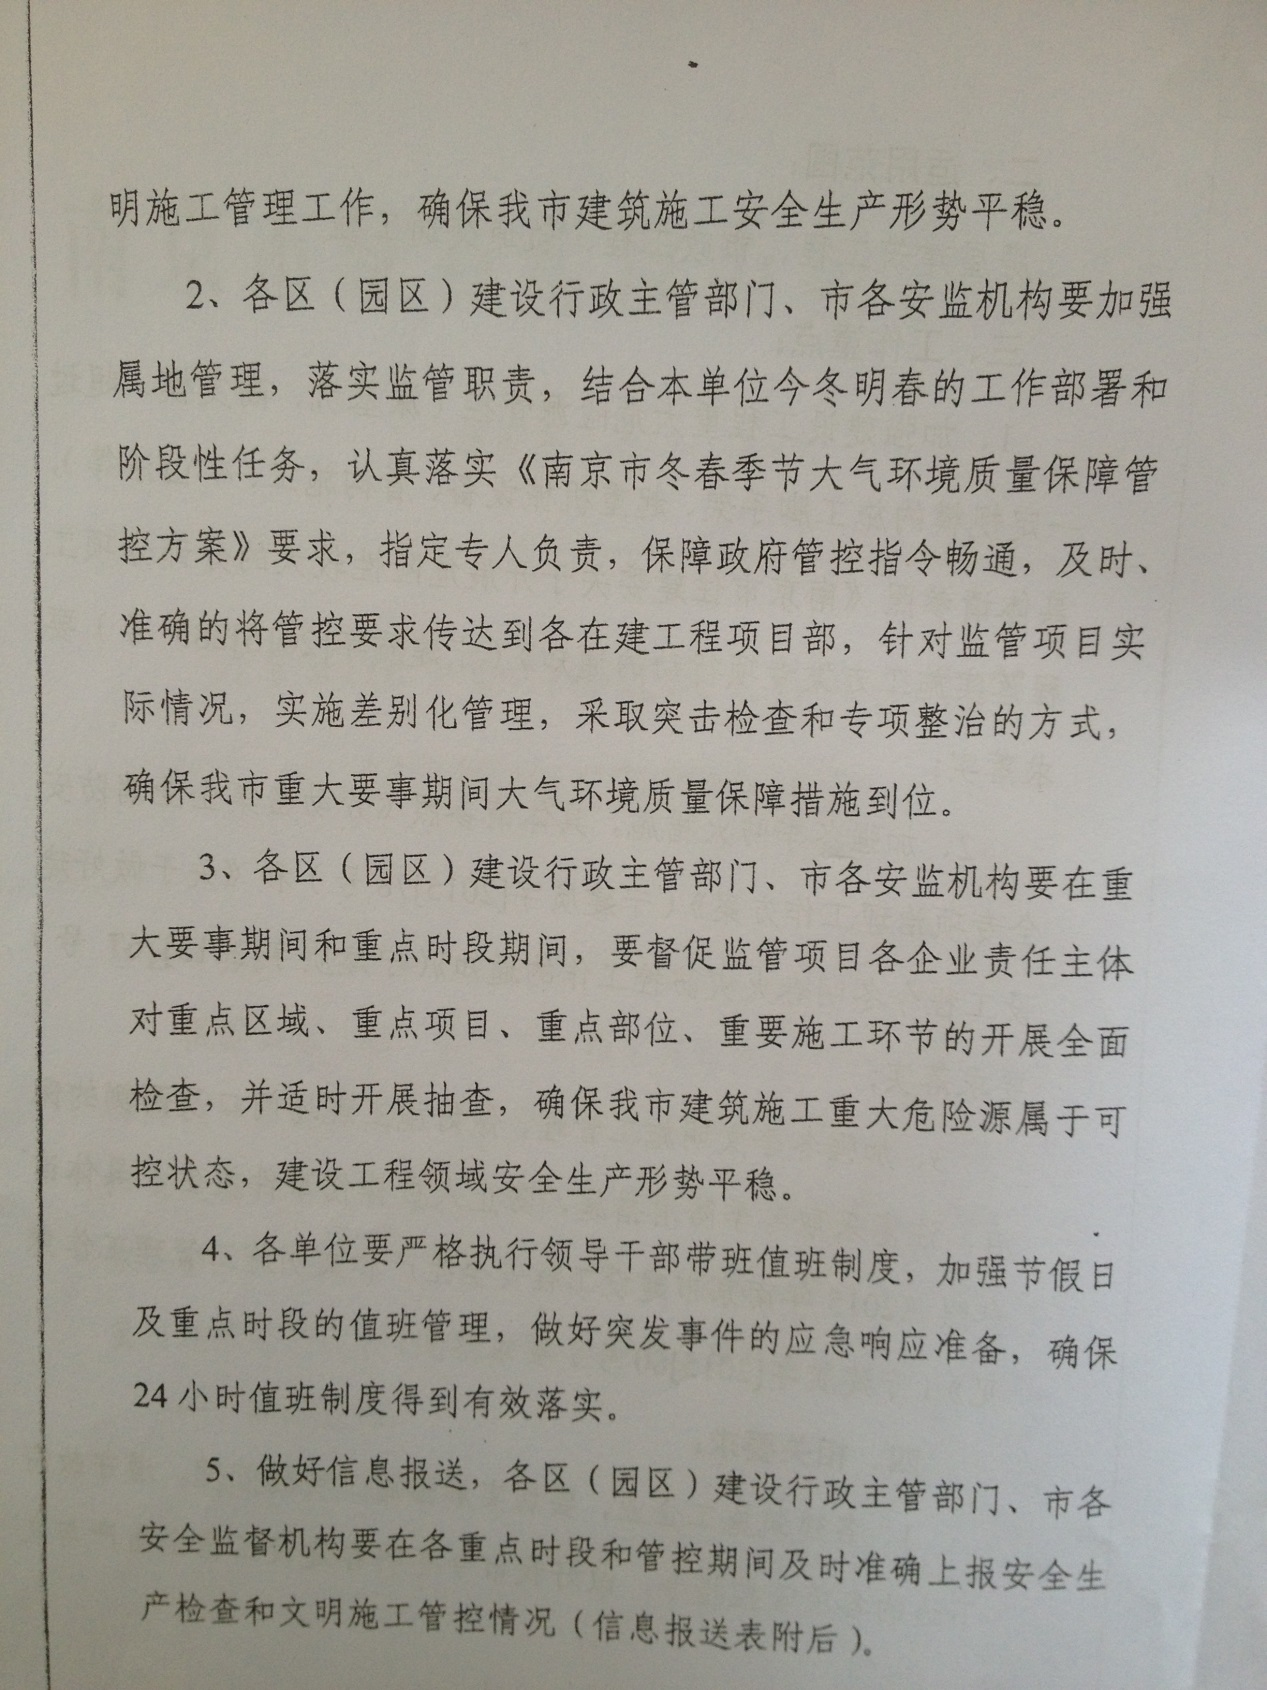 明施工管理工作，确保我市建筑施工安全生产形势平稳。
2、各区（园区）建设行政主管部门、市各安监机构要加强
属地管理，落实监管职责，结合本单位今冬明春的工作部署和
阶段性任务，认真落实《南京市冬春季节大气环境质量保障管
控方案》要求，指定专人负责，保障政府管控指令畅通，及时、
准确的将管控要求传达到各在建工程项目部，针对监管项目实
际情况，实施差别化管理，采取突击检查和专项整治的方式，
确保我市重大要事期间大气环境质量保障措施到位。
3、各区（园区）建设行政主管部门、市各安监机构要在重
大要事期间和重点时段期间，要督促监管项目各企业责任主体
对重点区域、重点项目、重点部位、重要施工环节的开展全面
检查，并适时开展抽查，确保我市建筑施工重大危险源属于可
控状态，建设工程领域安全生产形势平稳。
4、各单位要严格执行领导干部带班值班制度，加强节假日
及重点时段的值班管理，做好突发事件的应急响应准备，确保
24小时值班制度得到有效落实。
5、做好信息报送，各区（园区）建设行政主管部门、市各
安全监督机构要在各重点时段和管控期间及时准确上报安全生
产检查和文明施工管控情况（信息报送表附后）。